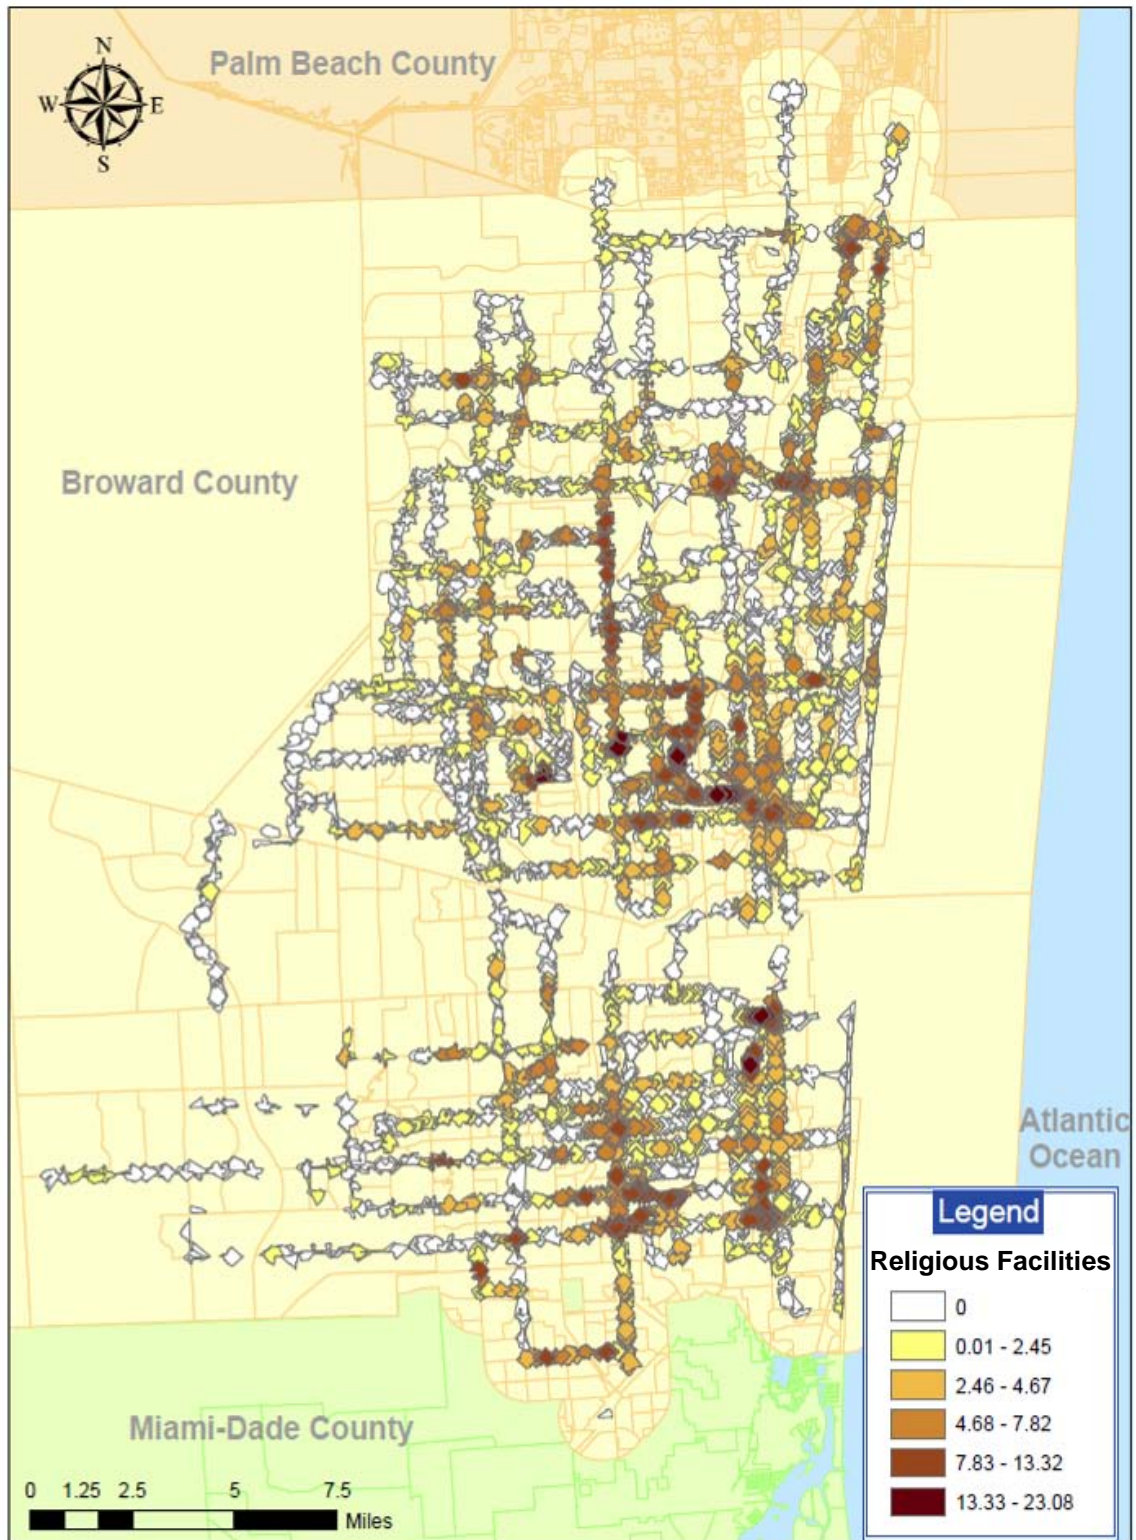 N
Palm Beach County
W E
S
Broward County
Atlantic
Ocean
Legend
Religious Facilities
0
0.01 - 2.45
2.46 - 4.67
4.68 - 7.82
7.83 - 13.32
13.33 - 23.08
Miami-Dade County
0 1.25 2.5 5 7.5
Miles